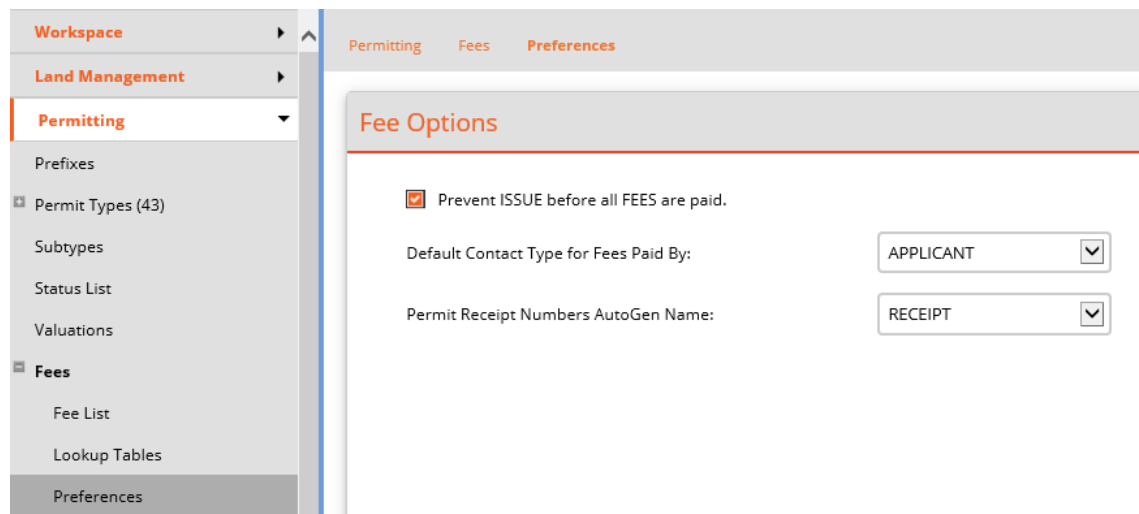 Workspace
Land Management
Permitting
Prefixes
Permit Types (43)
Subtypes
Status List
Valuations
Fees
Fee List
Lookup Tables
Preferences
Permitting Fees Preferences
Fee Options
Prevent ISSUE before all FEES are paid.
Default Contact Type for Fees Paid By: APPLICANT
Permit Receipt Numbers AutoGen Name: RECEIPT